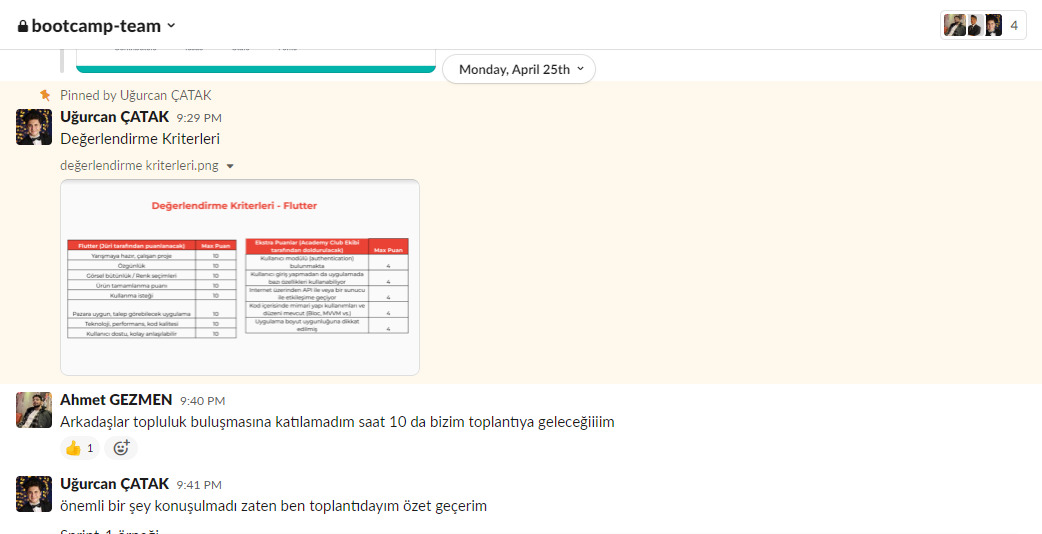 bootcamp-team
4
Monday, April 25th
Pinned by Uğurcan ÇATAK
Uğurcan ÇATAK 9:29 PM
Değerlendirme Kriterleri
değerlendirme kriterleri.png
Değerlendirme Kriterleri - Flutter
Flutter (Jüri tarafından puanlanacak) Max Puan
Yarışmaya hazır, çalışan proje 10
Özgünlük 10
Görsel bütünlük / Renk seçimleri 10
Ürün tamamlanma puanı 10
Kullanma isteği 10
Pazara uygun, talep görebilecek uygulama 10
Teknoloji, performans, kod kalitesi 10
Kullanıcı dostu, kolay anlaşılabilir 10
Ekstra Puanlar (Academy Club Ekibi
tarafından doldurulacak) Max Puan
Kullanıcı modülü (authentication)
bulunmakta 4
Kullanıcı giriş yapmadan da uygulamada
bazı özellikleri kullanabiliyor 4
Internet üzerinden API ile veya bir sunucu
ile etkileşime geçiyor 4
Kod içerisinde mimari yapı kullanımları ve
düzeni mevcut (Bloc, MVVM vs.) 4
Uygulama boyut uygunluğuna dikkat
edilmiş 4
Ahmet GEZMEN 9:40 PM
Arkadaşlar topluluk buluşmasına katılamadım saat 10 da bizim toplantıya geleceğiiiim
1
Uğurcan ÇATAK 9:41 PM
önemli bir şey konuşulmadı zaten ben toplantıdayım özet geçerim
Sprint-1 örneği